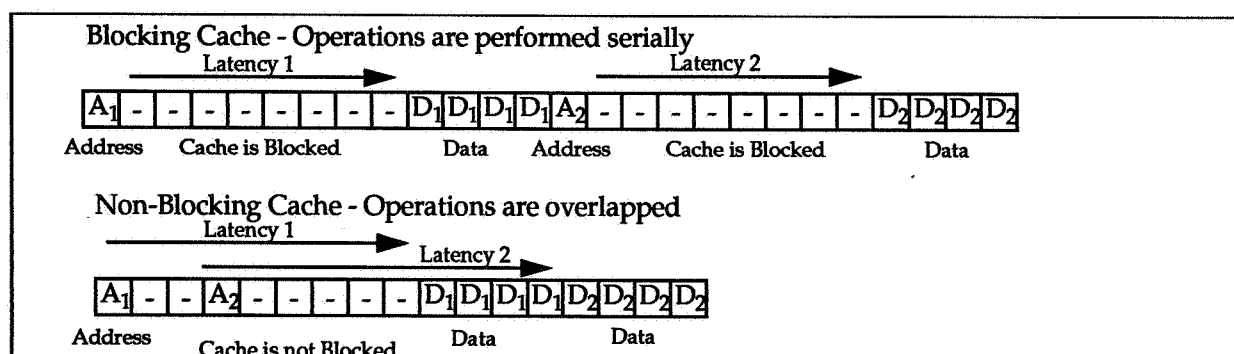 Blocking Cache - Operations are performed serially
Latency 1 Latency 2
A1 - - - - - - - - D1 D1 D1 D1 A2 - - - - - - - - D2 D2 D2 D2
Address Cache is Blocked Data Address Cache is Blocked Data
Non-Blocking Cache - Operations are overlapped
Latency 1
Latency 2
A1 - - A2 - - - - - D1 D1 D1 D1 D2 D2 D2 D2
Address Cache is not Blocked Data Data